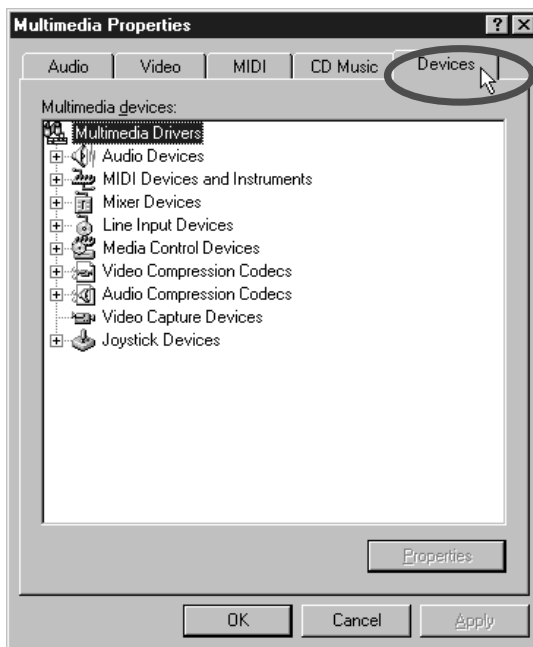 Multimedia Properties
Audio Video MIDI CD Music Devices
Multimedia devices:
Multimedia Drivers
Audio Devices
MIDI Devices and Instruments
Mixer Devices
Line Input Devices
Media Control Devices
Video Compression Codecs
Audio Compression Codecs
Video Capture Devices
Joystick Devices
Properties
OK Cancel Apply